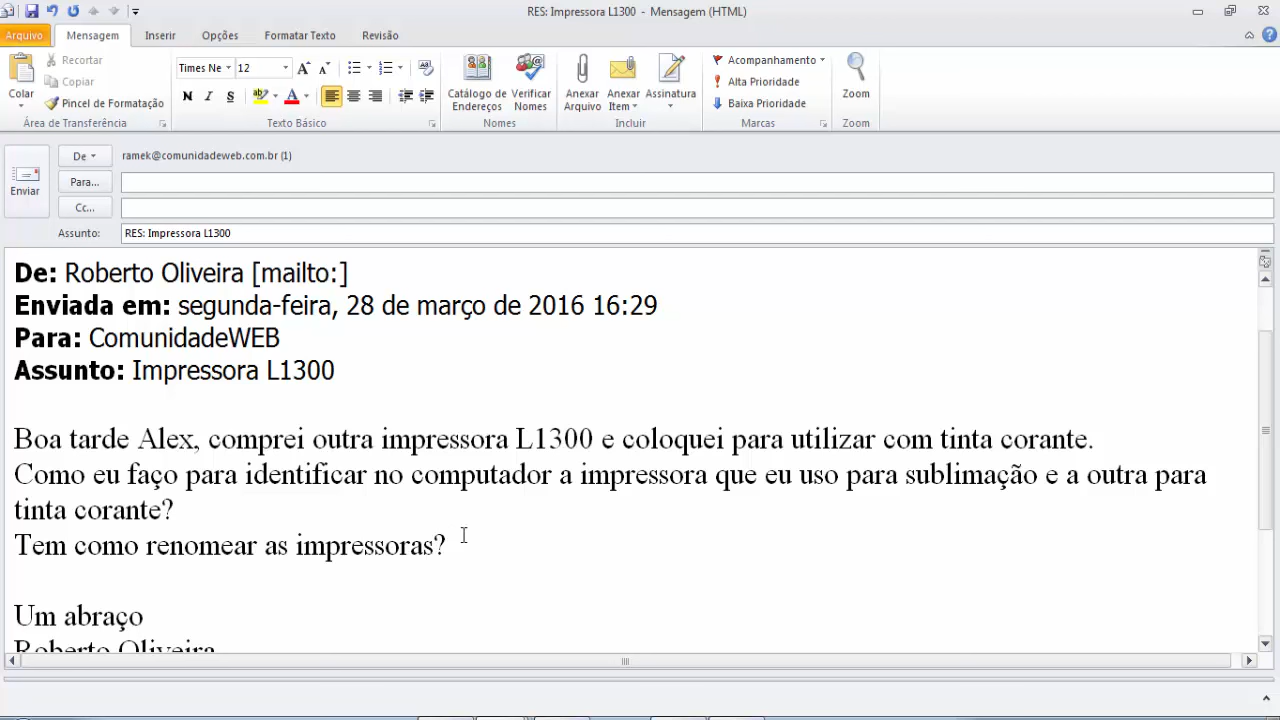 RES: Impressora L1300 - Mensagem (HTML)
Arquivo Mensagem Inserir Opções Formatar Texto Revisão
Colar
Recortar
Copiar
Pincel de Formatação
Área de Transferência
Times Ne 12
N I S
Texto Básico
Catálogo de Endereços
Verificar Nomes
Nomes
Anexar Arquivo
Anexar Item
Assinatura
Incluir
Acompanhamento
Alta Prioridade
Baixa Prioridade
Marcas
Zoom
Zoom
Enviar
De ramek@comunidadeweb.com.br (1)
Para...
Cc...
Assunto: RES: Impressora L1300
De: Roberto Oliveira [mailto:]
Enviada em: segunda-feira, 28 de março de 2016 16:29
Para: ComunidadeWEB
Assunto: Impressora L1300
Boa tarde Alex, comprei outra impressora L1300 e coloquei para utilizar com tinta corante.
Como eu faço para identificar no computador a impressora que eu uso para sublimação e a outra para
tinta corante?
Tem como renomear as impressoras?
Um abraço
Roberto Oliveira